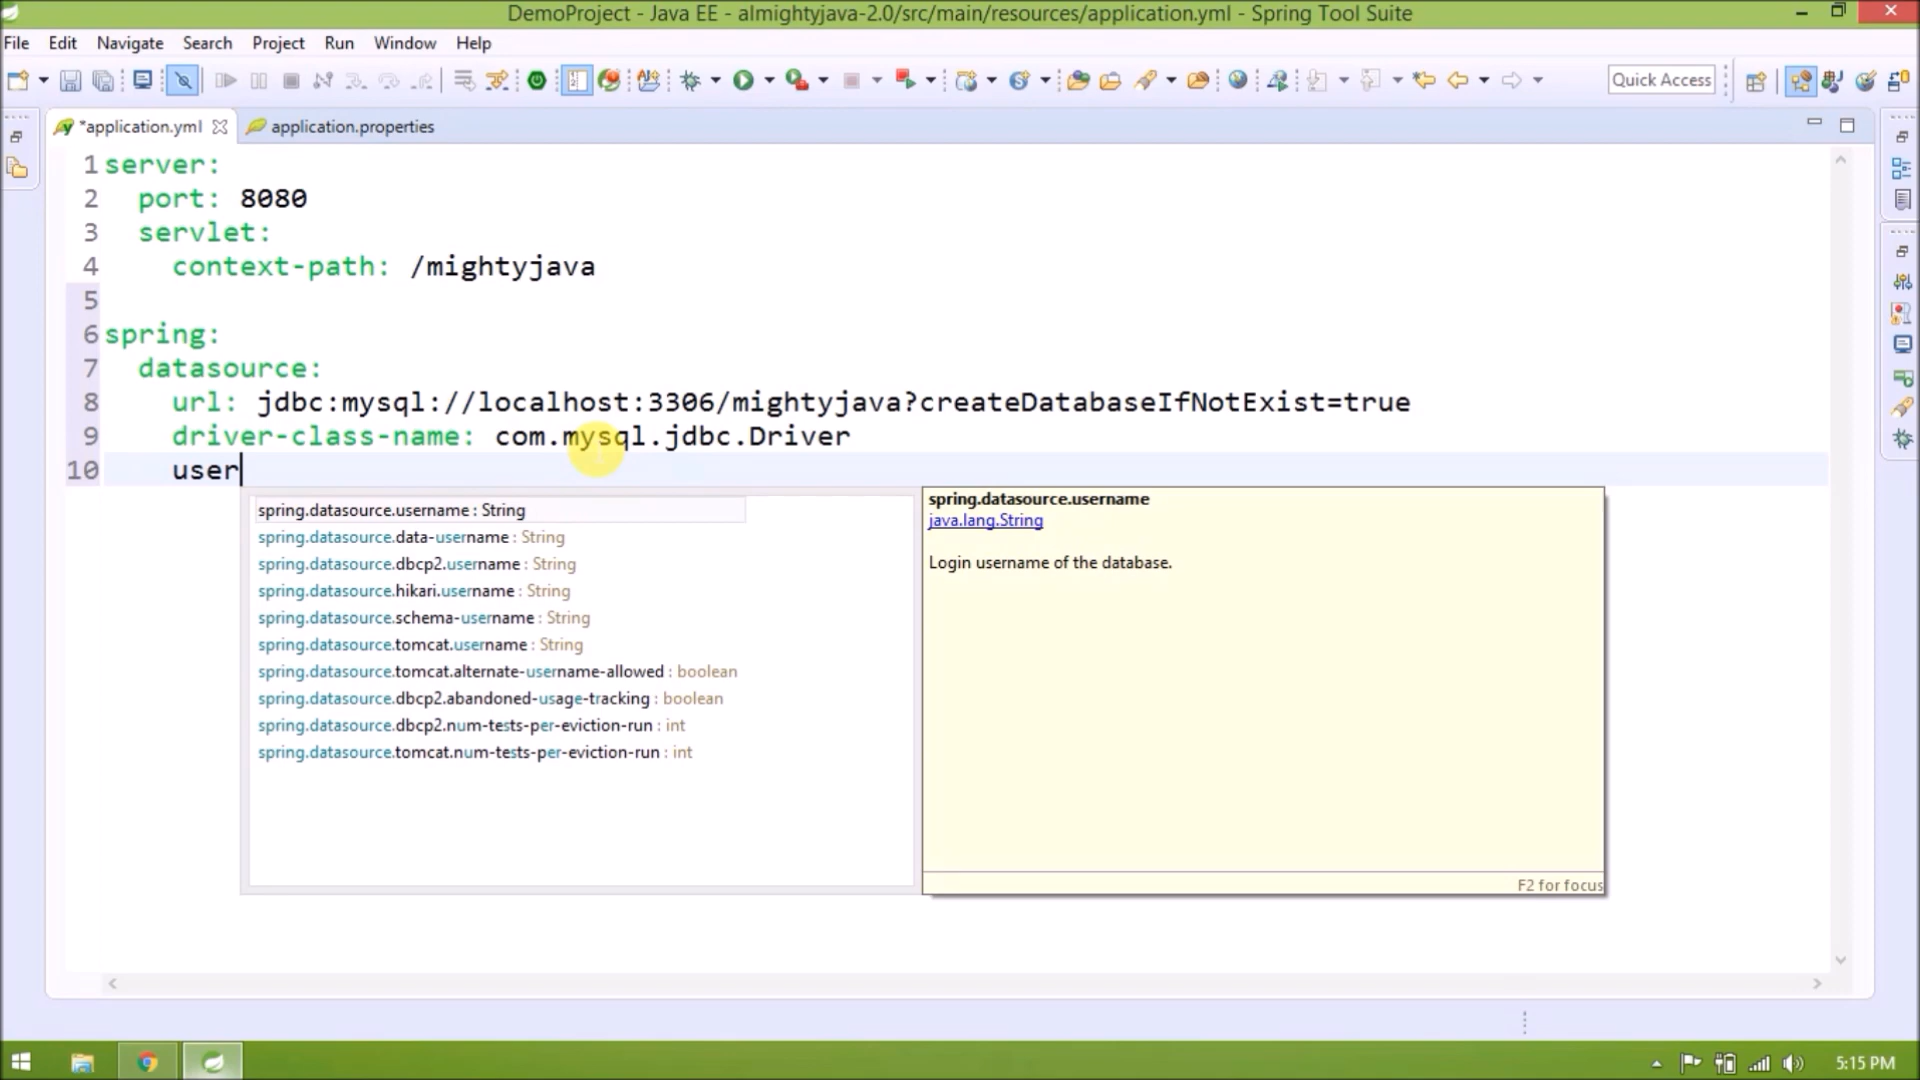 DemoProject - Java EE - almightyjava-2.0/src/main/resources/application.yml - Spring Tool Suite
File Edit Navigate Search Project Run Window Help
Quick Access
*application.yml application.properties
1 server:
2 port: 8080
3 servlet:
4 context-path: /mightyjava
5
6 spring:
7 datasource:
8 url: jdbc:mysql://localhost:3306/mightyjava?createDatabaseIfNotExist=true
9 driver-class-name: com.mysql.jdbc.Driver
10 user
spring.datasource.username : String
spring.datasource.data-username : String
spring.datasource.dbcp2.username : String
spring.datasource.hikari.username : String
spring.datasource.schema-username : String
spring.datasource.tomcat.username : String
spring.datasource.tomcat.alternate-username-allowed : boolean
spring.datasource.dbcp2.abandoned-usage-tracking : boolean
spring.datasource.dbcp2.num-tests-per-eviction-run : int
spring.datasource.tomcat.num-tests-per-eviction-run : int
spring.datasource.username
java.lang.String
Login username of the database.
F2 for focus
5:15 PM